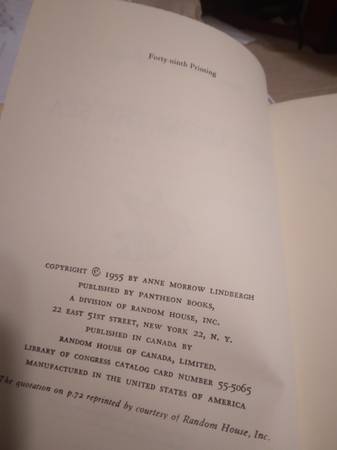 Forty-ninth Printing
COPYRIGHT © 1955 BY ANNE MORROW LINDBERGH
PUBLISHED BY PANTHEON BOOKS,
A DIVISION OF RANDOM HOUSE, INC.
22 EAST 51ST STREET, NEW YORK 22, N. Y.
PUBLISHED IN CANADA BY
RANDOM HOUSE OF CANADA, LIMITED.
LIBRARY OF CONGRESS CATALOG CARD NUMBER 55-5065
MANUFACTURED IN THE UNITED STATES OF AMERICA
The quotation on p.72 reprinted by courtesy of Random House, Inc.